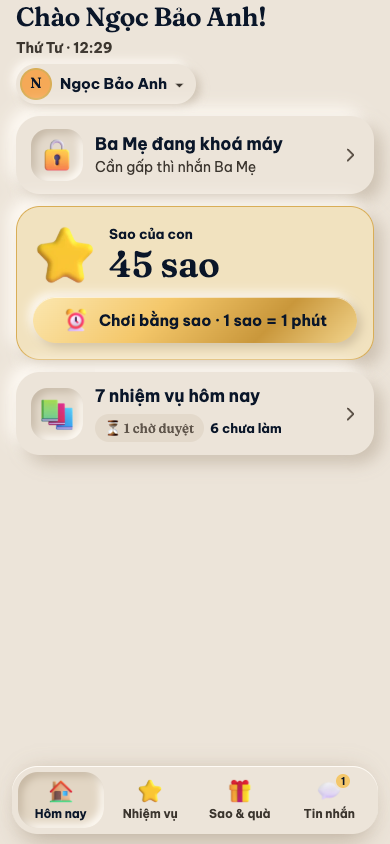 Chào Ngọc Bảo Anh!
Thứ Tư · 12:29
N Ngọc Bảo Anh
Ba Mẹ đang khoá máy
Cần gấp thì nhắn Ba Mẹ
Sao của con
45 sao
Chơi bằng sao · 1 sao = 1 phút
7 nhiệm vụ hôm nay
1 chờ duyệt 6 chưa làm
1
Hôm nay Nhiệm vụ Sao & quà Tin nhắn